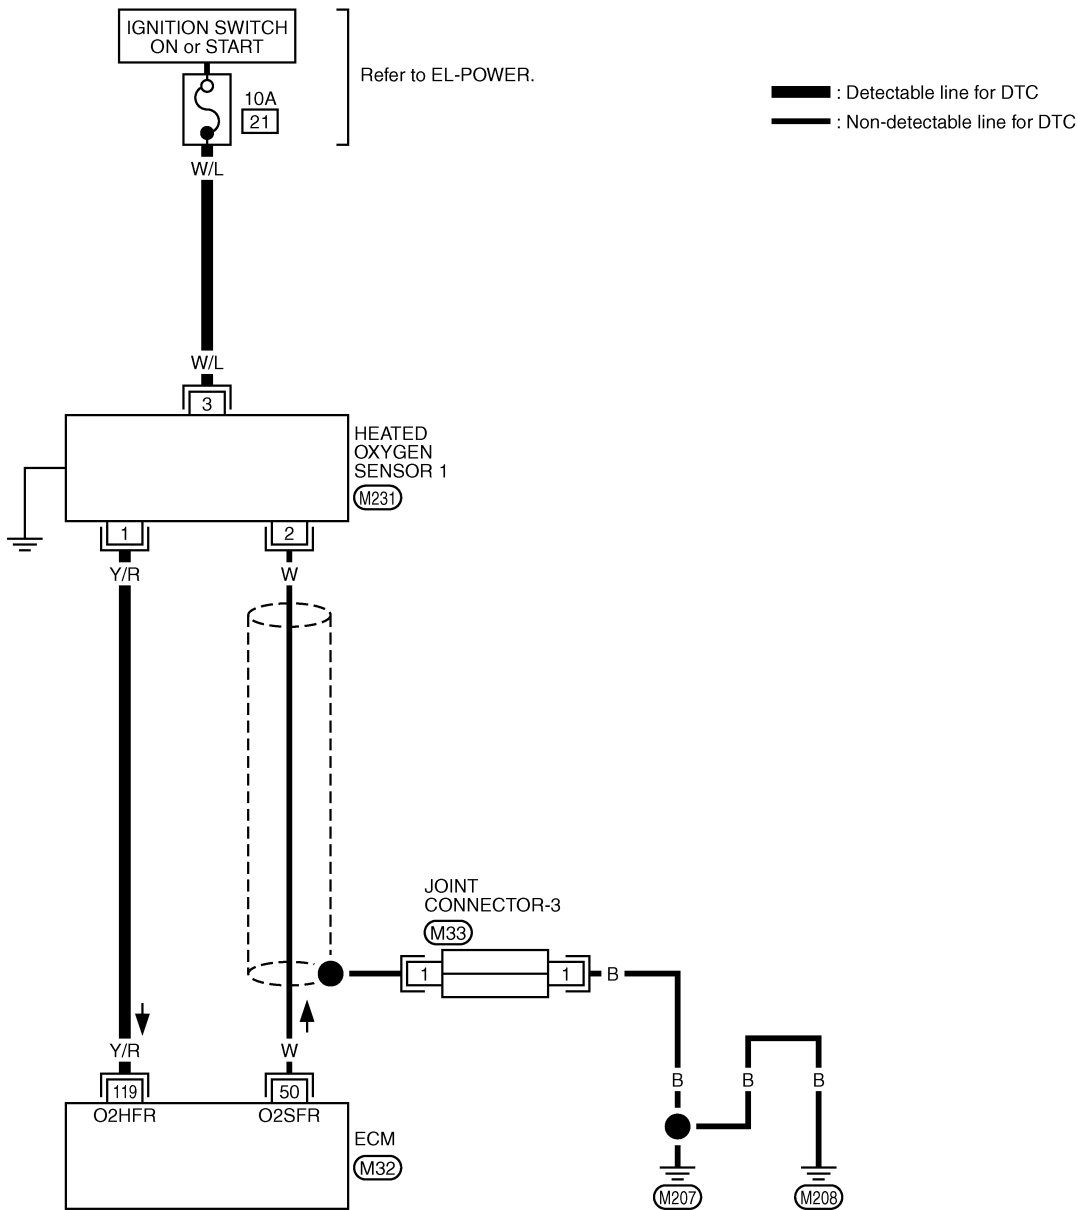 IGNITION SWITCH
ON or START
Refer to EL-POWER.
10A
21
: Detectable line for DTC
: Non-detectable line for DTC
W/L
W/L
3
HEATED
OXYGEN
SENSOR 1
M231
1
2
Y/R
W
JOINT
CONNECTOR-3
M33
1
1
B
Y/R
W
B
B
B
119
50
O2HFR
O2SFR
ECM
M32
M207
M208